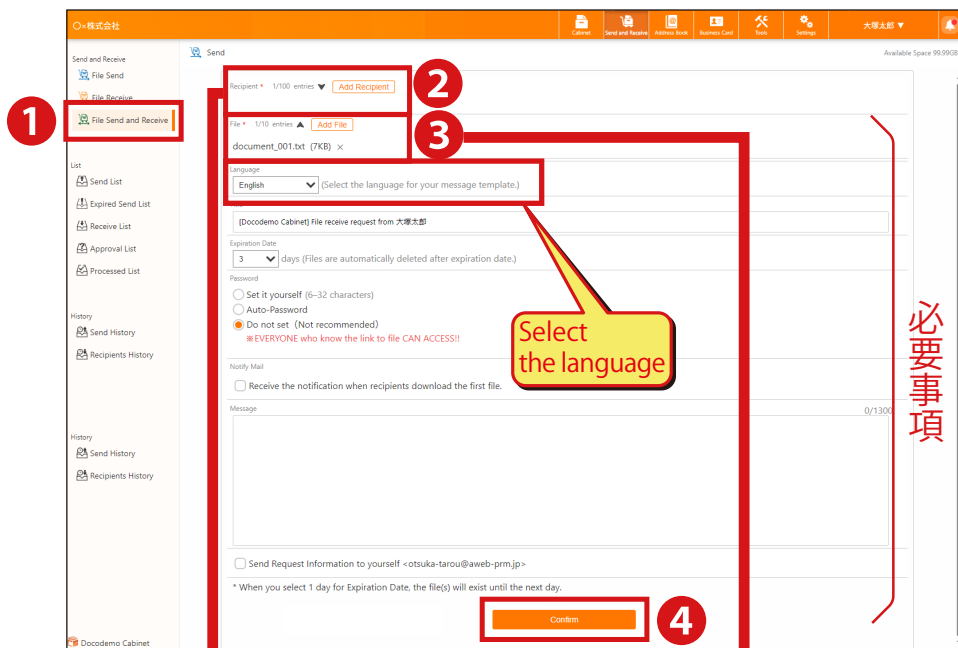 〇×株式会社
Cabinet
Send and Receive
Address Book
Business Card
Tools
Settings
大塚太郎 ▼
Send and Receive
File Send
File Receive
File Send and Receive
1
List
Send List
Expired Send List
Receive List
Approval List
Processed List
History
Send History
Recipients History
History
Send History
Recipients History
Docodemo Cabinet
Send
Available Space 99.99GB
Recipient * 1/100 entries ▼ Add Recipient
2
File * 1/10 entries ▲ Add File
3
document_001.txt (7KB) ×
Language
English (Select the language for your message template.)
[Docodemo Cabinet] File receive request from 大塚太郎
Expiration Date
3 days (Files are automatically deleted after expiration date.)
Password
Set it yourself (6–32 characters)
Auto-Password
Do not set（Not recommended）
※EVERYONE who know the link to file CAN ACCESS!!
Select
the language
Notify Mail
Receive the notification when recipients download the first file.
Message
0/1300
必要事項
Send Request Information to yourself <otsuka-tarou@aweb-prm.jp>
* When you select 1 day for Expiration Date, the file(s) will exist until the next day.
Confirm
4